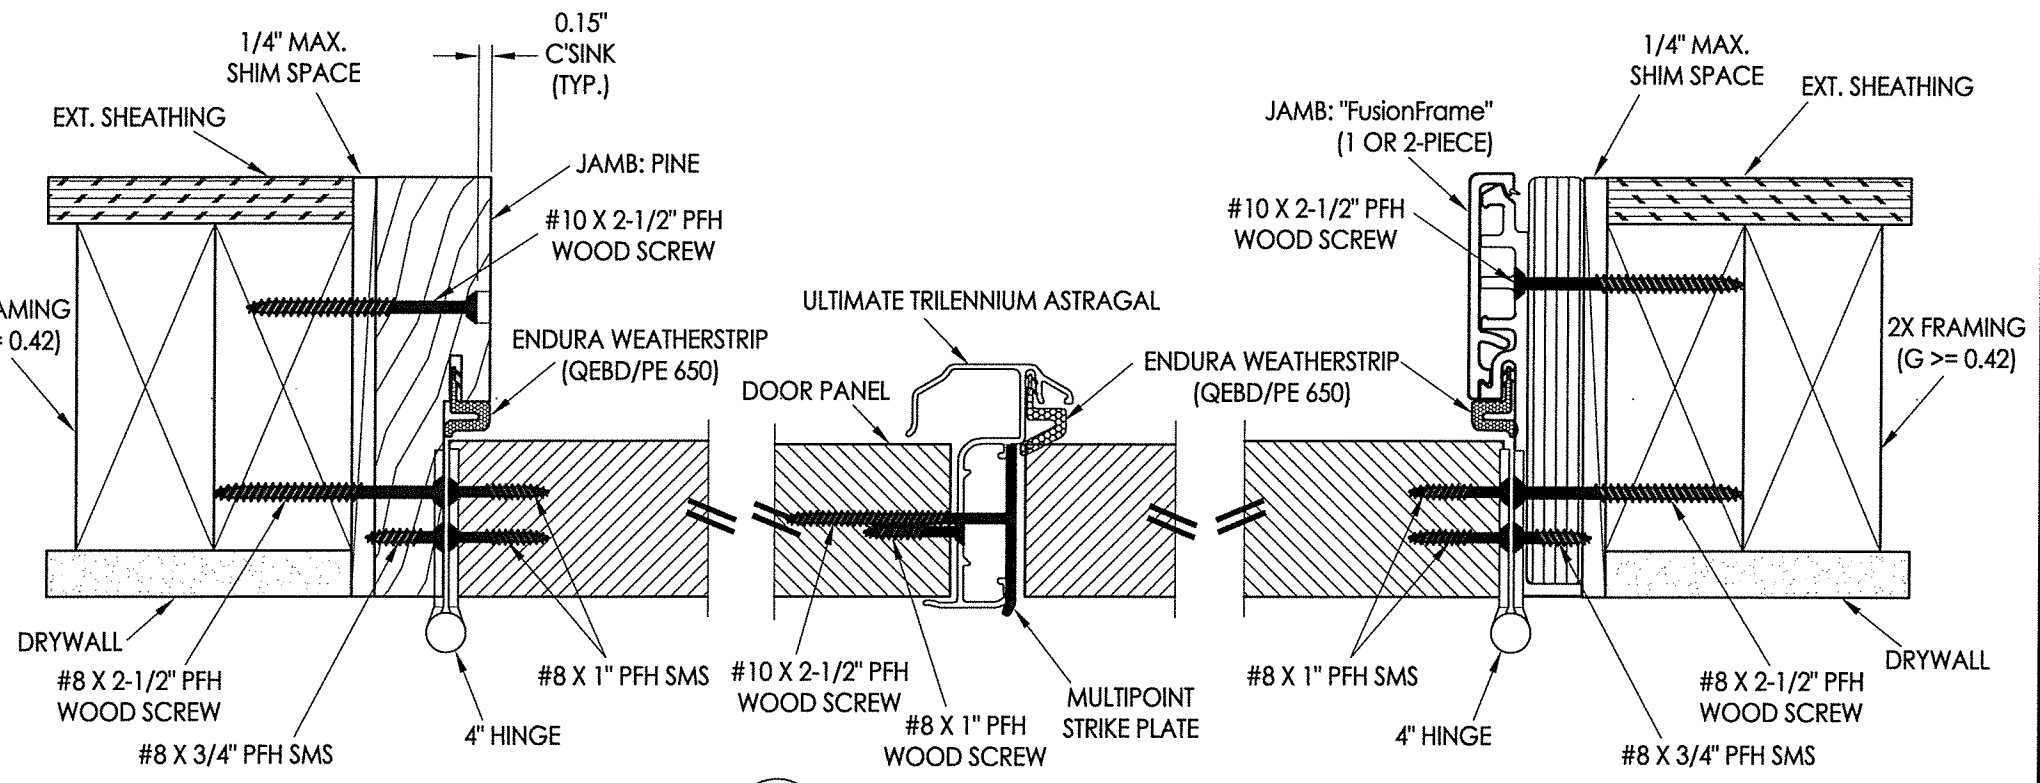 0.15"
C'SINK
(TYP.)
1/4" MAX.
SHIM SPACE
EXT. SHEATHING
JAMB: PINE
#10 X 2-1/2" PFH
WOOD SCREW
0.42)
ENDURA WEATHERSTRIP
(QEBD/PE 650)
DRYWALL
#8 X 2-1/2" PFH
WOOD SCREW
#8 X 3/4" PFH SMS
4" HINGE
#8 X 1" PFH SMS
ULTIMATE TRILENNIUM ASTRAGAL
DOOR PANEL
ENDURA WEATHERSTRIP
(QEBD/PE 650)
#10 X 2-1/2" PFH
WOOD SCREW
#8 X 1" PFH
WOOD SCREW
MULTIPOINT
STRIKE PLATE
1/4" MAX.
SHIM SPACE
EXT. SHEATHING
JAMB: "FusionFrame"
(1 OR 2-PIECE)
#10 X 2-1/2" PFH
WOOD SCREW
2X FRAMING
(G >= 0.42)
#8 X 1" PFH SMS
4" HINGE
DRYWALL
#8 X 2-1/2" PFH
WOOD SCREW
#8 X 3/4" PFH SMS